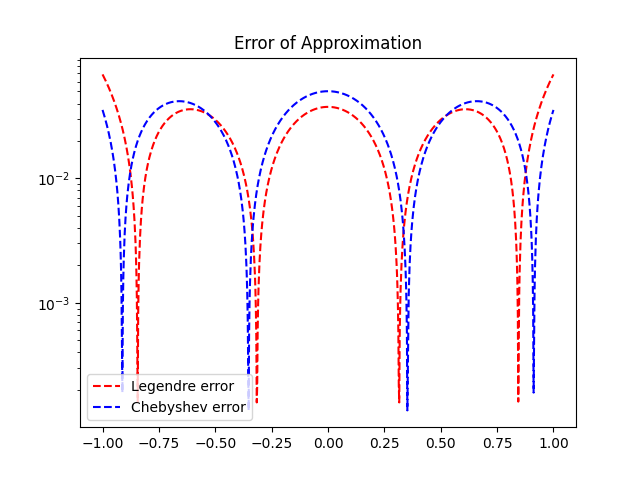 Error of Approximation
10⁻²
10⁻³
Legendre error
Chebyshev error
−1.00 −0.75 −0.50 −0.25 0.00 0.25 0.50 0.75 1.00